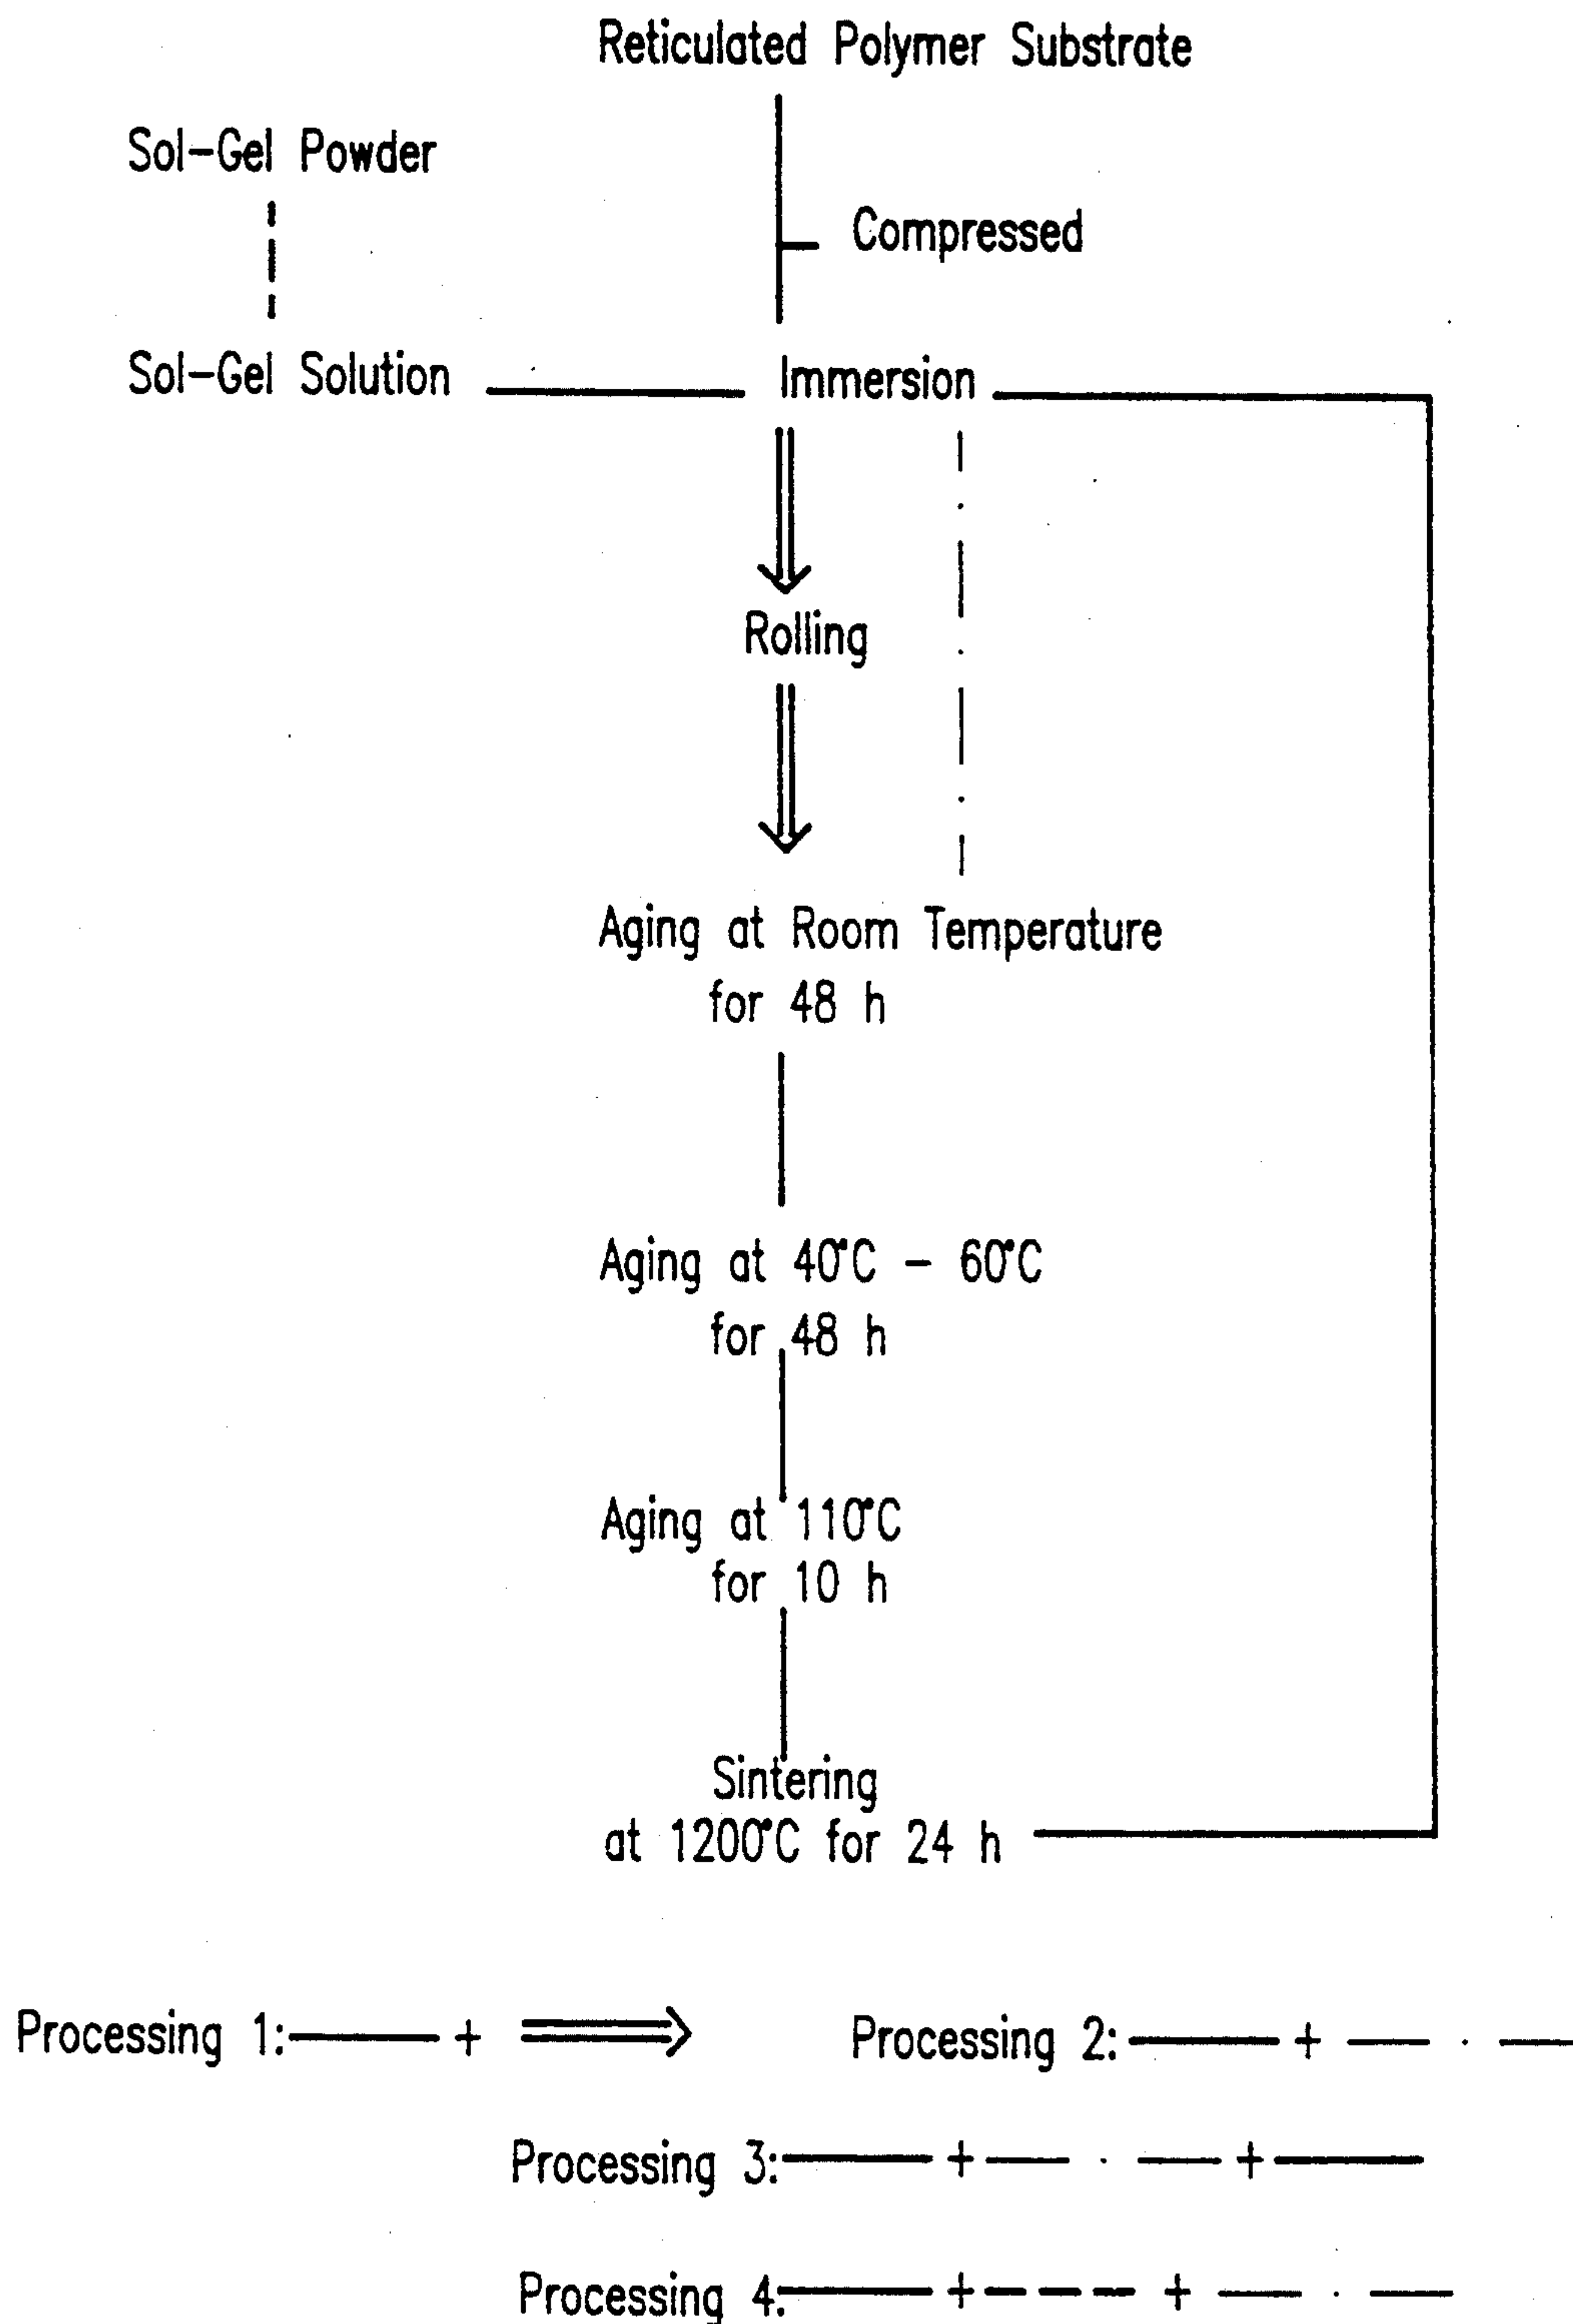 Reticulated Polymer Substrate
Sol-Gel Powder
Compressed
Sol-Gel Solution
Immersion
Rolling
Aging at Room Temperature
for 48 h
Aging at 40°C - 60°C
for 48 h
Aging at 110°C
for 10 h
Sintering
at 1200°C for 24 h
Processing 1: +
Processing 2: +
Processing 3: + +
Processing 4: + +